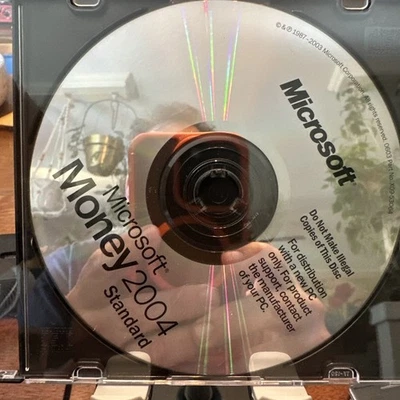 ©&℗ 1987-2003 Microsoft Corporation. All rights reserved.
Microsoft®
Do Not Make Illegal
Copies of This Disc
For distribution
with a new PC
only. For product
support, contact
the manufacturer
of your PC.
Microsoft®
Money 2004
Standard